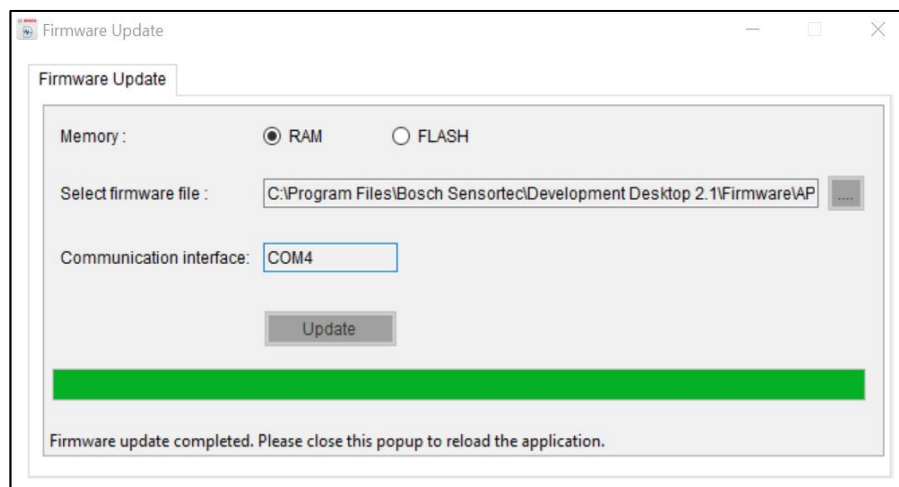 BOSCH
Firmware Update
Firmware Update
Memory : RAM FLASH
Select firmware file : C:\Program Files\Bosch Sensortec\Development Desktop 2.1\Firmware\AP ....
Communication interface: COM4
Update
Firmware update completed. Please close this popup to reload the application.